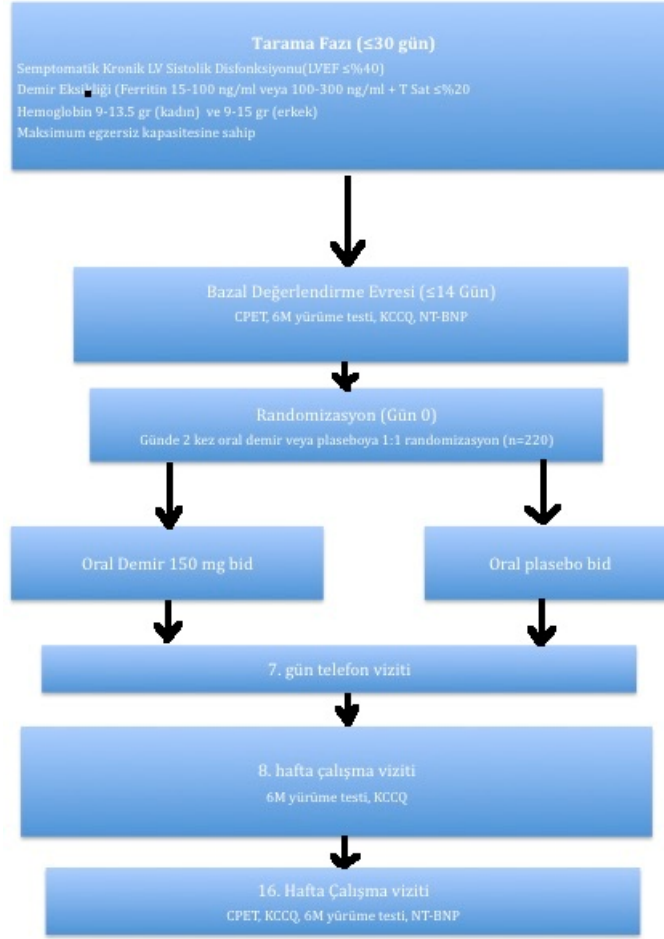 Tarama Fazı (≤30 gün)
Semptomatik Kronik LV Sistolik Disfonksiyonu(LVEF ≤%40)
Demir Eksikliği (Ferritin 15-100 ng/ml veya 100-300 ng/ml + T Sat ≤%20
Hemoglobin 9-13.5 gr (kadın) ve 9-15 gr (erkek)
Maksimum egzersiz kapasitesine sahip
Bazal Değerlendirme Evresi (≤14 Gün)
CPET, 6M yürüme testi, KCCQ, NT-BNP
Randomizasyon (Gün 0)
Günde 2 kez oral demir veya plaseboya 1:1 randomizasyon (n=220)
Oral Demir 150 mg bid
Oral plasebo bid
7. gün telefon viziti
8. hafta çalışma viziti
6M yürüme testi, KCCQ
16. Hafta Çalışma viziti
CPET, KCCQ, 6M yürüme testi, NT-BNP